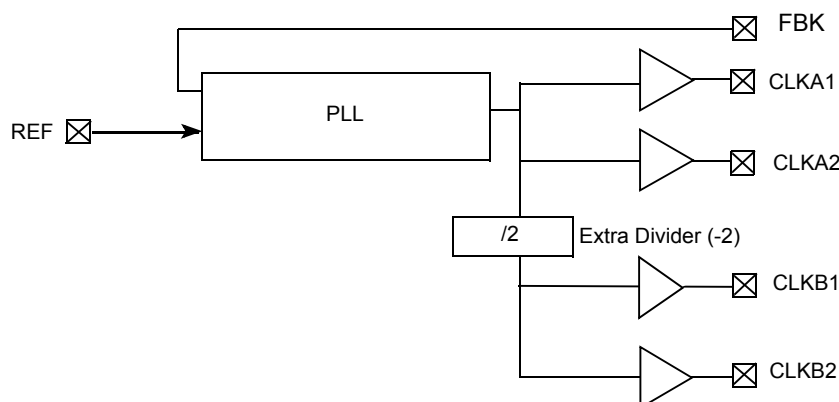 FBK
CLKA1
REF
PLL
CLKA2
/2
Extra Divider (-2)
CLKB1
CLKB2